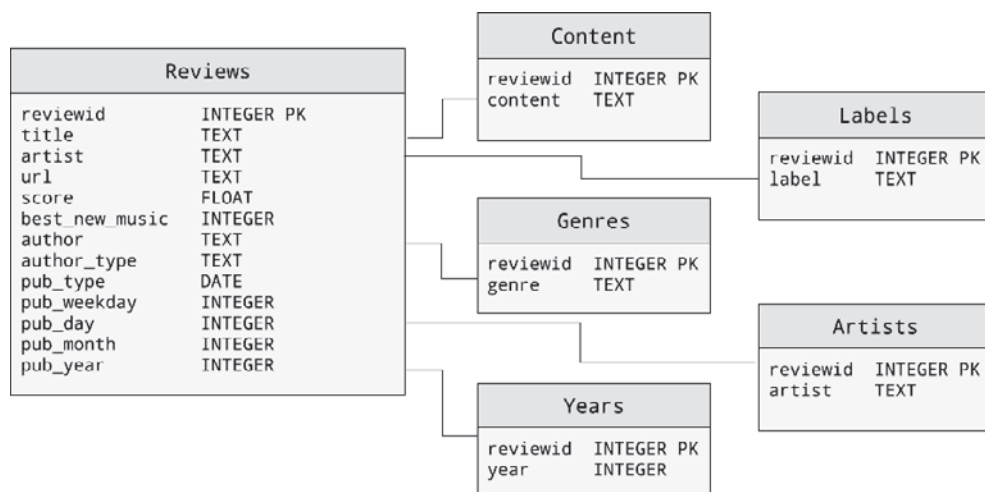 Reviews
reviewid INTEGER PK
title TEXT
artist TEXT
url TEXT
score FLOAT
best_new_music INTEGER
author TEXT
author_type TEXT
pub_type DATE
pub_weekday INTEGER
pub_day INTEGER
pub_month INTEGER
pub_year INTEGER
Content
reviewid INTEGER PK
content TEXT
Genres
reviewid INTEGER PK
genre TEXT
Years
reviewid INTEGER PK
year INTEGER
Labels
reviewid INTEGER PK
label TEXT
Artists
reviewid INTEGER PK
artist TEXT